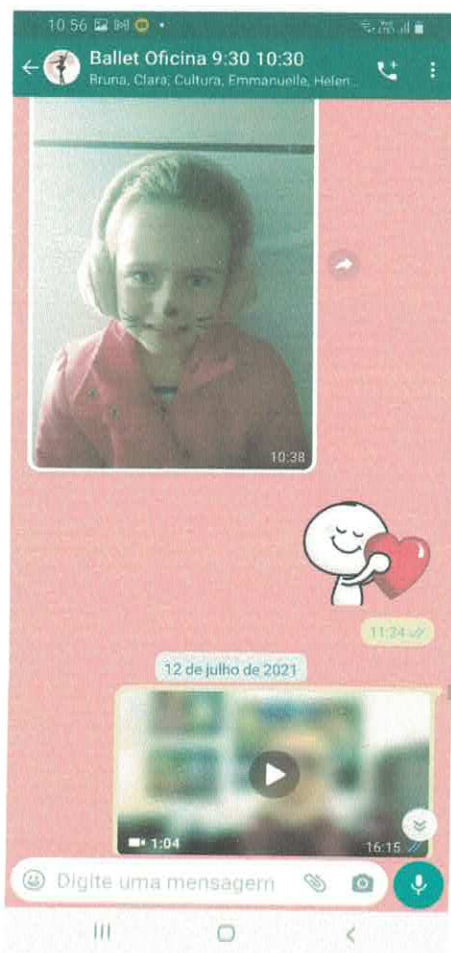 10:56
Ballet Oficina 9:30 10:30
Bruna, Clara, Cultura, Emmanuelle, Helen...
10:38
11:24
12 de julho de 2021
1:04
16:15
Digite uma mensagem